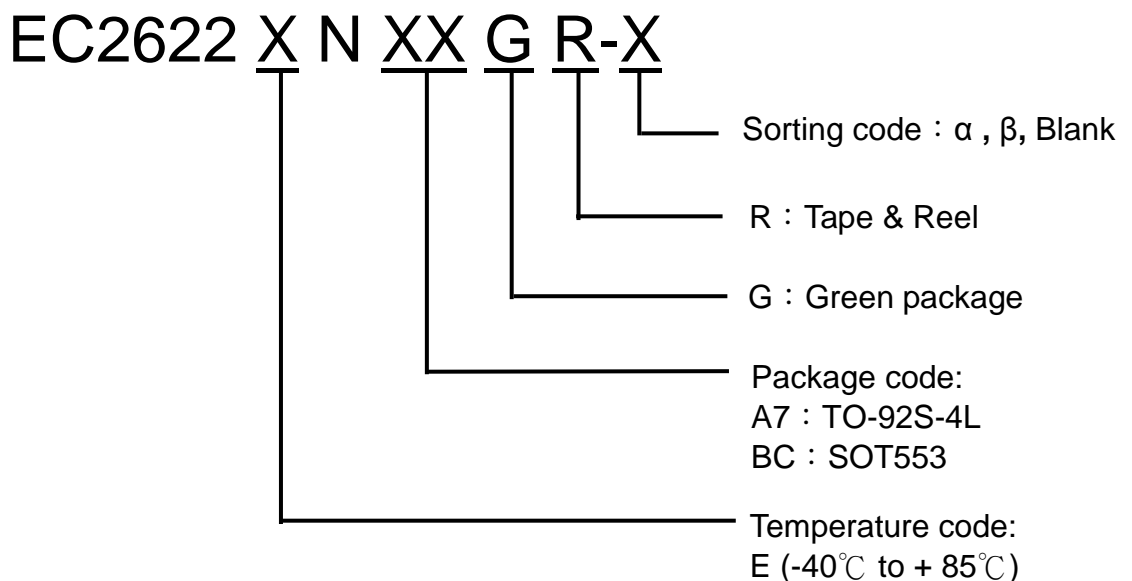 EC2622 X N XX G R-X
Sorting code：α , β, Blank
R：Tape & Reel
G：Green package
Package code:
A7：TO-92S-4L
BC：SOT553
Temperature code:
E (-40℃ to + 85℃)